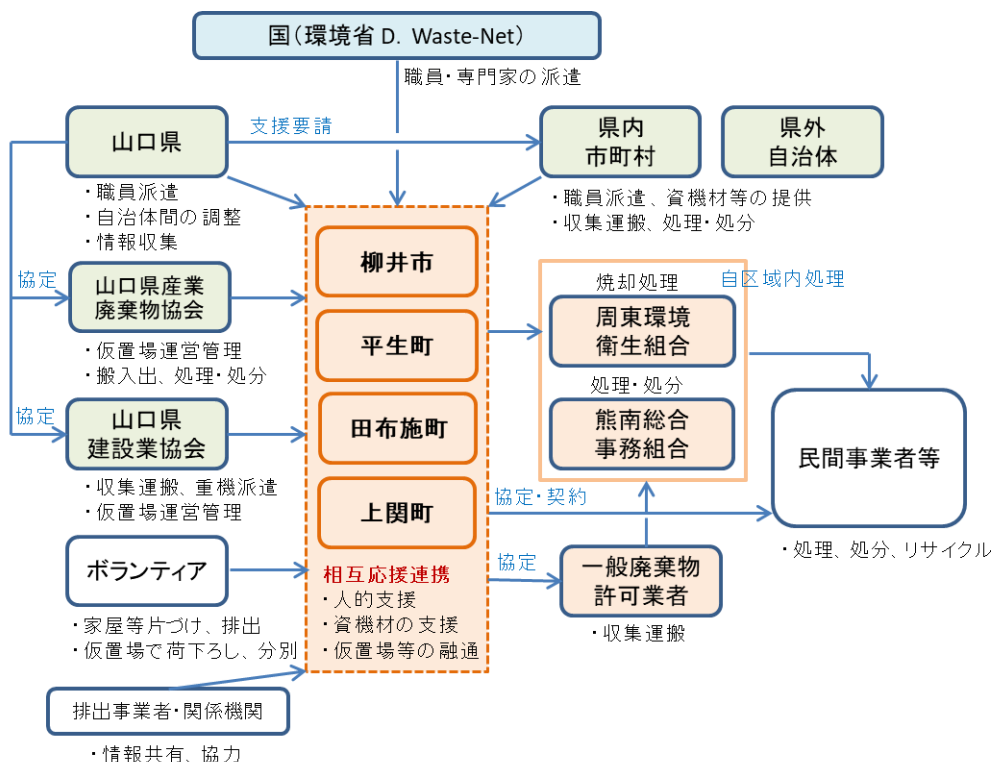 国(環境省 D. Waste-Net)
職員・専門家の派遣
山口県
支援要請
県内
市町村
県外
自治体
・職員派遣
・自治体間の調整
・情報収集
・職員派遣、資機材等の提供
・収集運搬、処理・処分
協定
山口県産業
廃棄物協会
・仮置場運営管理
・搬入出、処理・処分
協定
山口県
建設業協会
・収集運搬、重機派遣
・仮置場運営管理
ボランティア
・家屋等片づけ、排出
・仮置場で荷下ろし、分別
排出事業者・関係機関
・情報共有、協力
柳井市
平生町
田布施町
上関町
相互応援連携
・人的支援
・資機材の支援
・仮置場等の融通
焼却処理
自区域内処理
周東環境
衛生組合
処理・処分
熊南総合
事務組合
協定・契約
民間事業者等
・処理、処分、リサイクル
協定
一般廃棄物
許可業者
・収集運搬